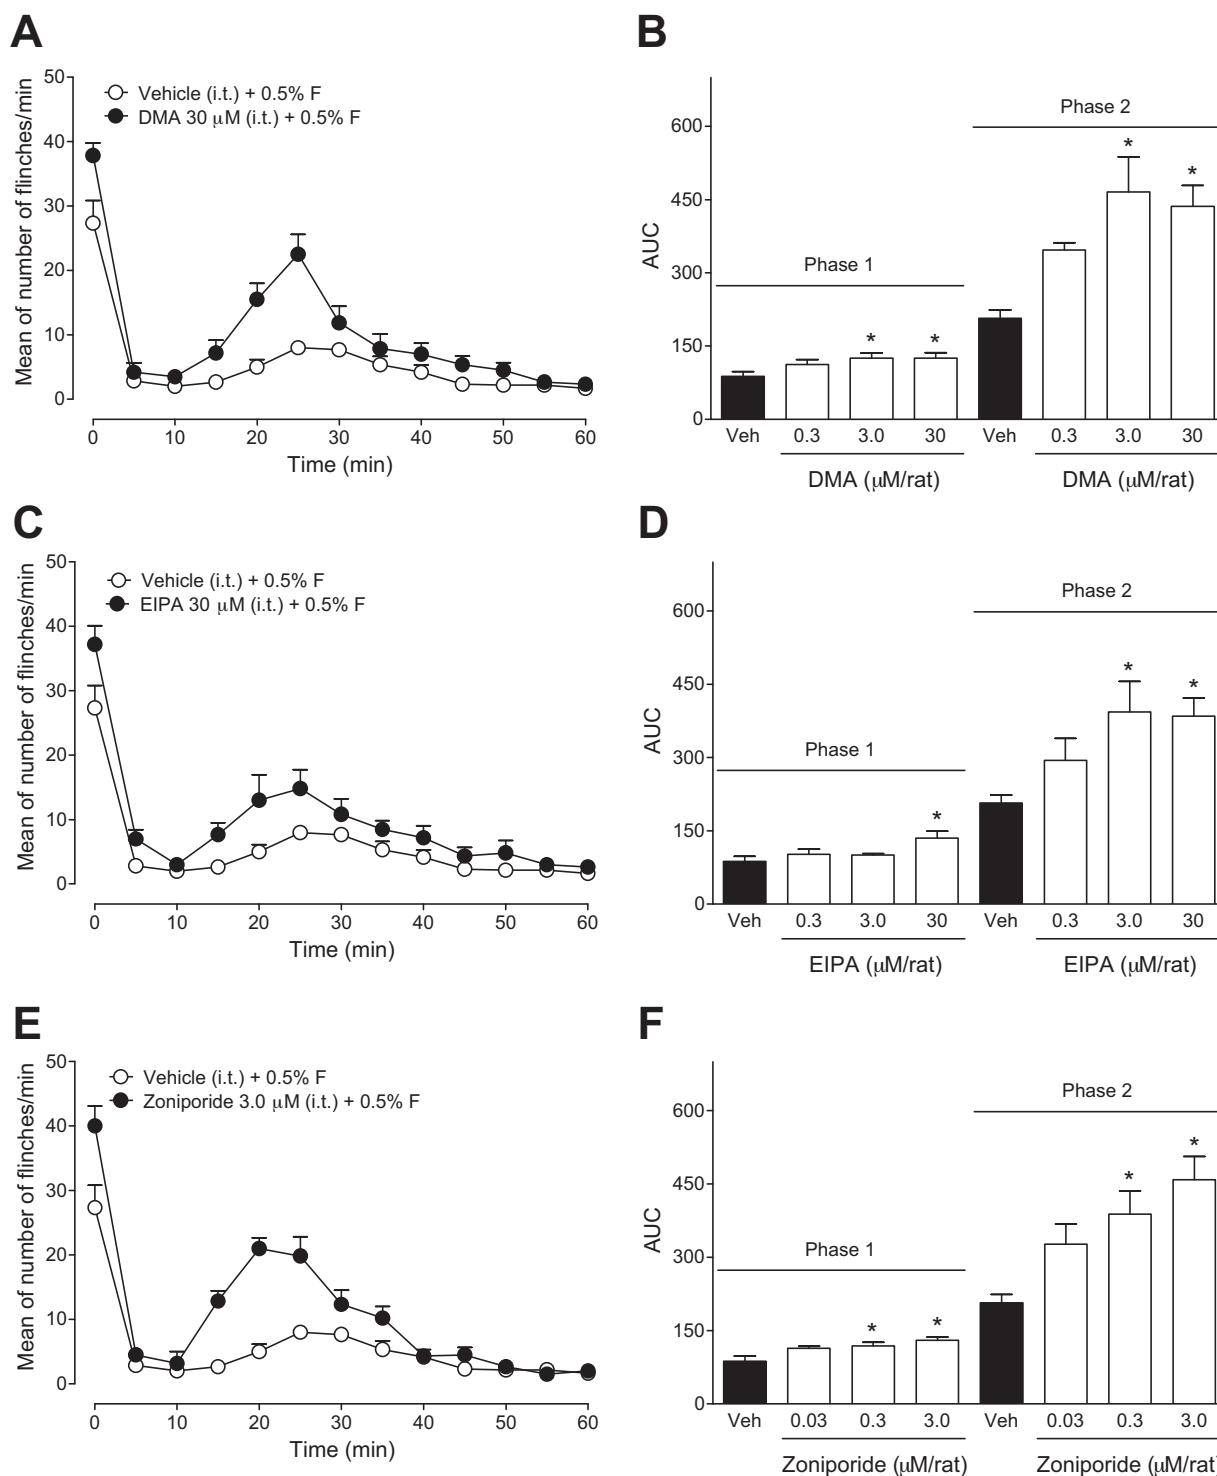 A
Mean of number of flinches/min
50
40
30
20
10
0
Vehicle (i.t.) + 0.5% F
DMA 30 μM (i.t.) + 0.5% F
0 10 20 30 40 50 60
Time (min)
B
AUC
600
450
300
150
0
Phase 1
Phase 2
* * * *
Veh 0.3 3.0 30 Veh 0.3 3.0 30
DMA (μM/rat) DMA (μM/rat)
C
Mean of number of flinches/min
50
40
30
20
10
0
Vehicle (i.t.) + 0.5% F
EIPA 30 μM (i.t.) + 0.5% F
0 10 20 30 40 50 60
Time (min)
D
AUC
600
450
300
150
0
Phase 1
Phase 2
* * *
Veh 0.3 3.0 30 Veh 0.3 3.0 30
EIPA (μM/rat) EIPA (μM/rat)
E
Mean of number of flinches/min
50
40
30
20
10
0
Vehicle (i.t.) + 0.5% F
Zoniporide 3.0 μM (i.t.) + 0.5% F
0 10 20 30 40 50 60
Time (min)
F
AUC
600
450
300
150
0
Phase 1
Phase 2
* * * *
Veh 0.03 0.3 3.0 Veh 0.03 0.3 3.0
Zoniporide (μM/rat) Zoniporide (μM/rat)